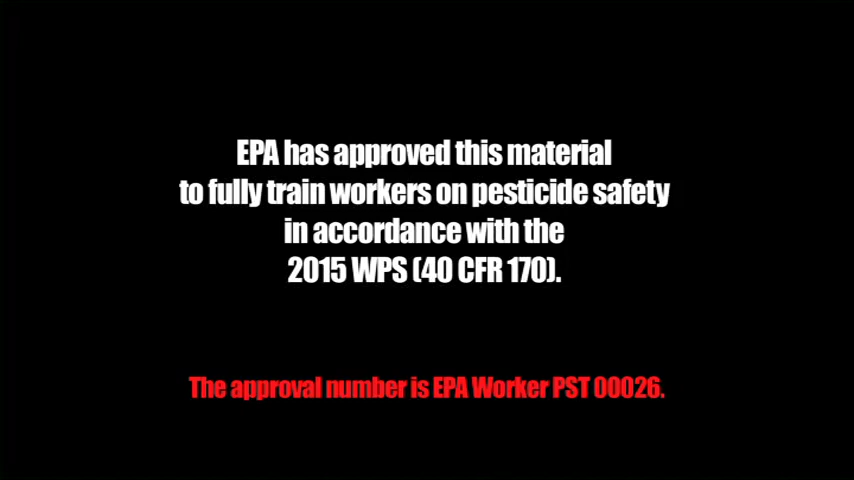 EPA has approved this material
to fully train workers on pesticide safety
in accordance with the
2015 WPS (40 CFR 170).
The approval number is EPA Worker PST 00026.